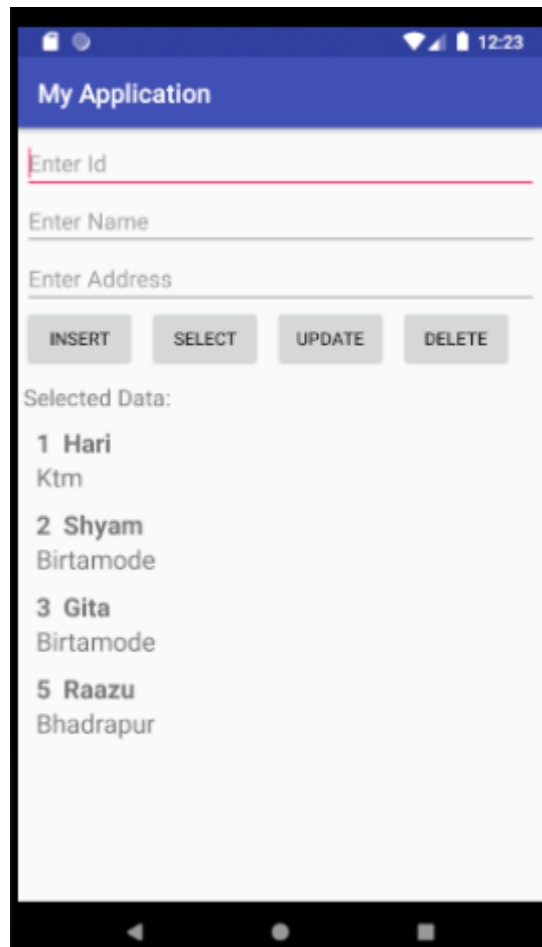 12:23
My Application
Enter Id
Enter Name
Enter Address
INSERT SELECT UPDATE DELETE
Selected Data:
1 Hari
Ktm
2 Shyam
Birtamode
3 Gita
Birtamode
5 Raazu
Bhadrapur